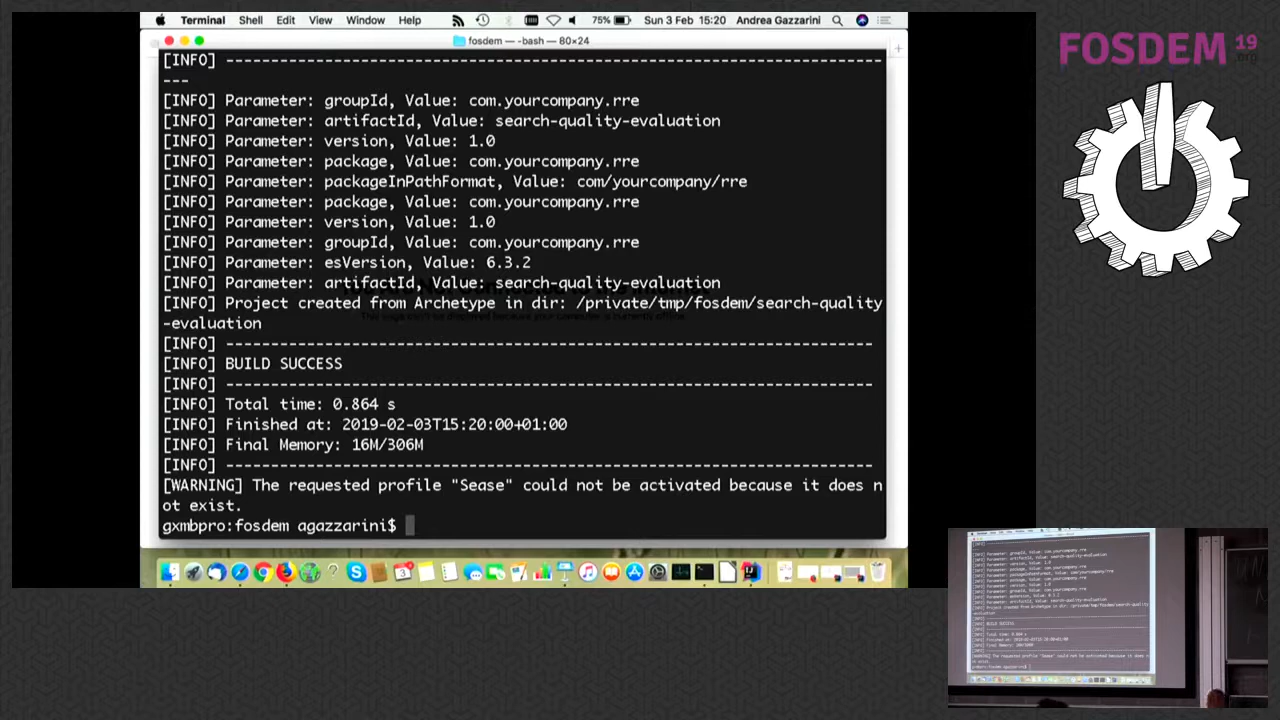 Terminal Shell Edit View Window Help 75% Sun 3 Feb 15:20 Andrea Gazzarini
fosdem — -bash — 80×24
FOSDEM 19
.org
[INFO] ------------------------------------------------------------------------
---
[INFO] Parameter: groupId, Value: com.yourcompany.rre
[INFO] Parameter: artifactId, Value: search-quality-evaluation
[INFO] Parameter: version, Value: 1.0
[INFO] Parameter: package, Value: com.yourcompany.rre
[INFO] Parameter: packageInPathFormat, Value: com/yourcompany/rre
[INFO] Parameter: package, Value: com.yourcompany.rre
[INFO] Parameter: version, Value: 1.0
[INFO] Parameter: groupId, Value: com.yourcompany.rre
[INFO] Parameter: esVersion, Value: 6.3.2
[INFO] Parameter: artifactId, Value: search-quality-evaluation
[INFO] Project created from Archetype in dir: /private/tmp/fosdem/search-quality
-evaluation
[INFO] ------------------------------------------------------------------------
[INFO] BUILD SUCCESS
[INFO] ------------------------------------------------------------------------
[INFO] Total time: 0.864 s
[INFO] Finished at: 2019-02-03T15:20:00+01:00
[INFO] Final Memory: 16M/306M
[INFO] ------------------------------------------------------------------------
[WARNING] The requested profile "Sease" could not be activated because it does n
ot exist.
gxmbpro:fosdem agazzarini$